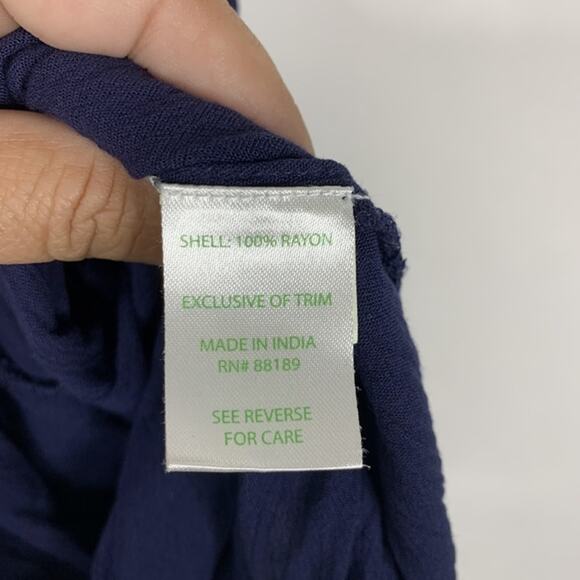 SHELL: 100% RAYON
EXCLUSIVE OF TRIM
MADE IN INDIA
RN# 88189
SEE REVERSE
FOR CARE